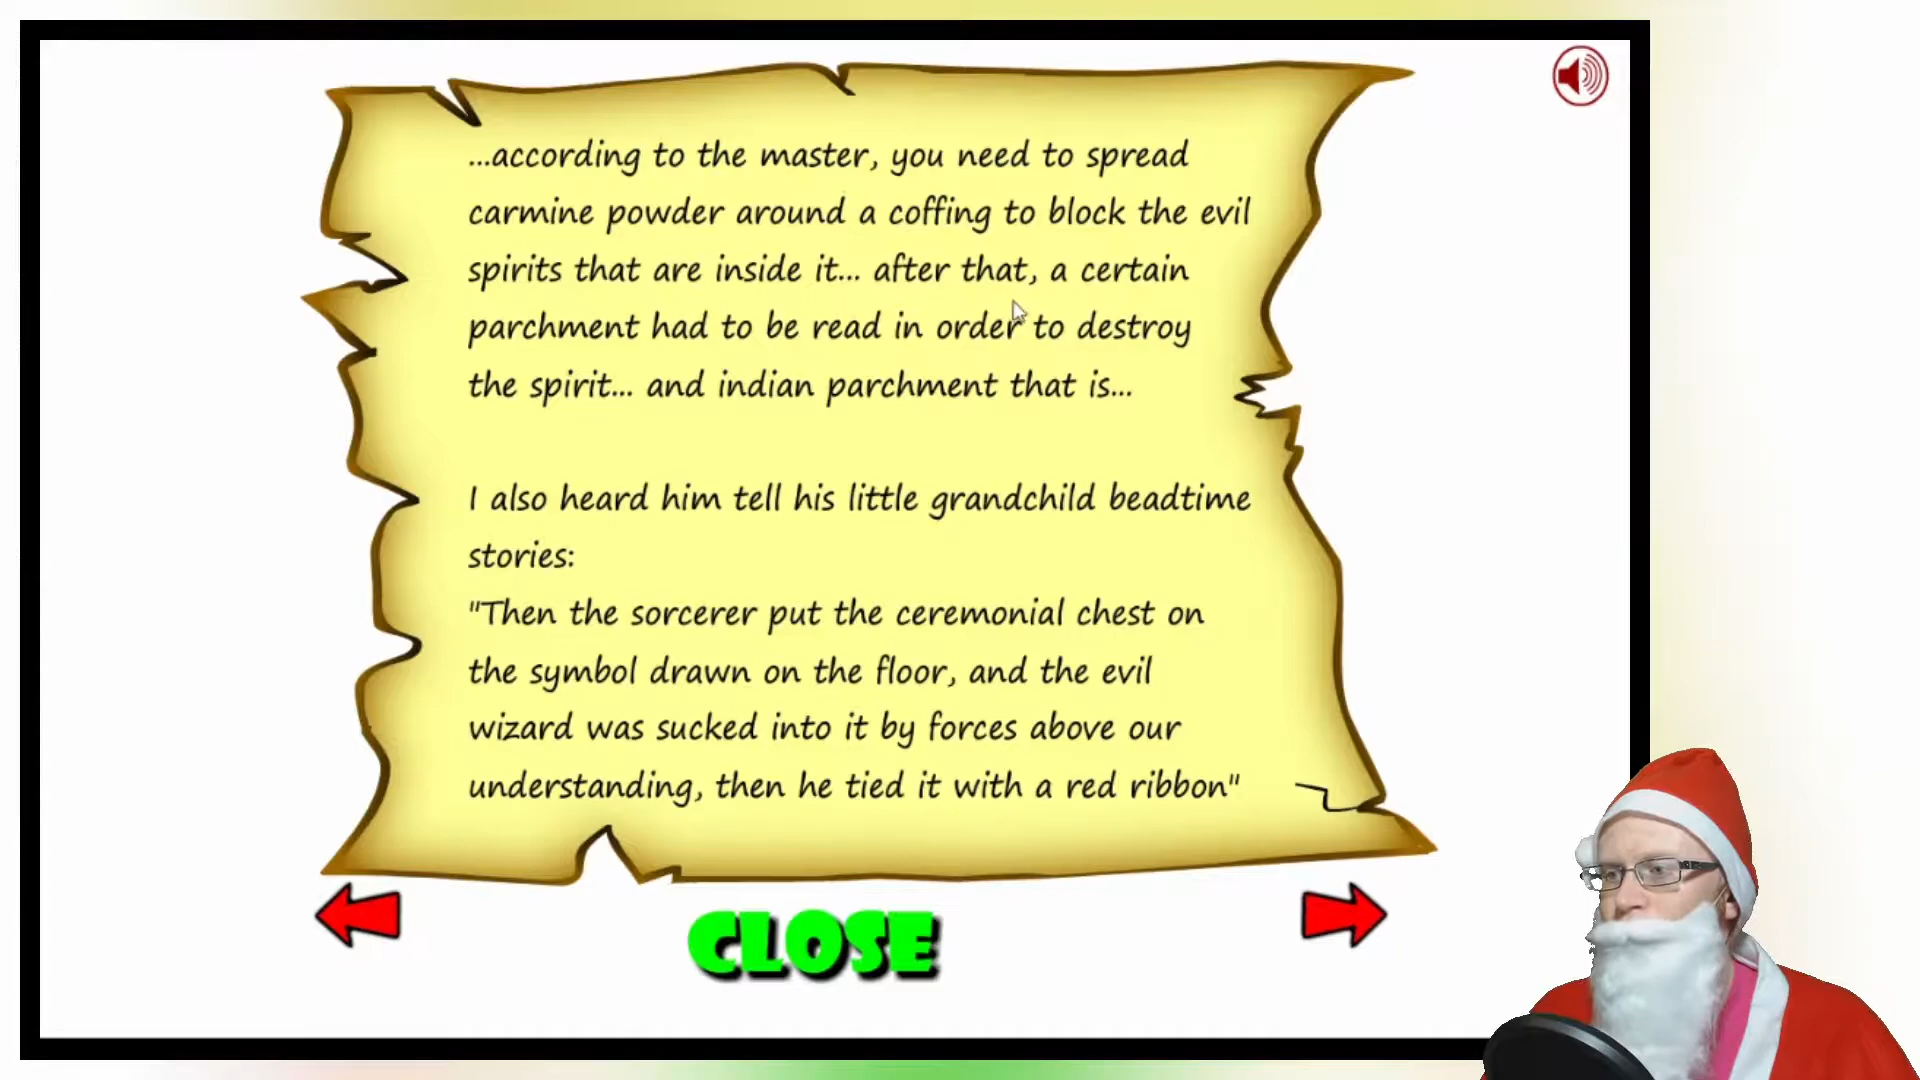 ...according to the master, you need to spread
carmine powder around a coffing to block the evil
spirits that are inside it... after that, a certain
parchment had to be read in order to destroy
the spirit... and indian parchment that is...
I also heard him tell his little grandchild beadtime
stories:
"Then the sorcerer put the ceremonial chest on
the symbol drawn on the floor, and the evil
wizard was sucked into it by forces above our
understanding, then he tied it with a red ribbon"
CLOSE